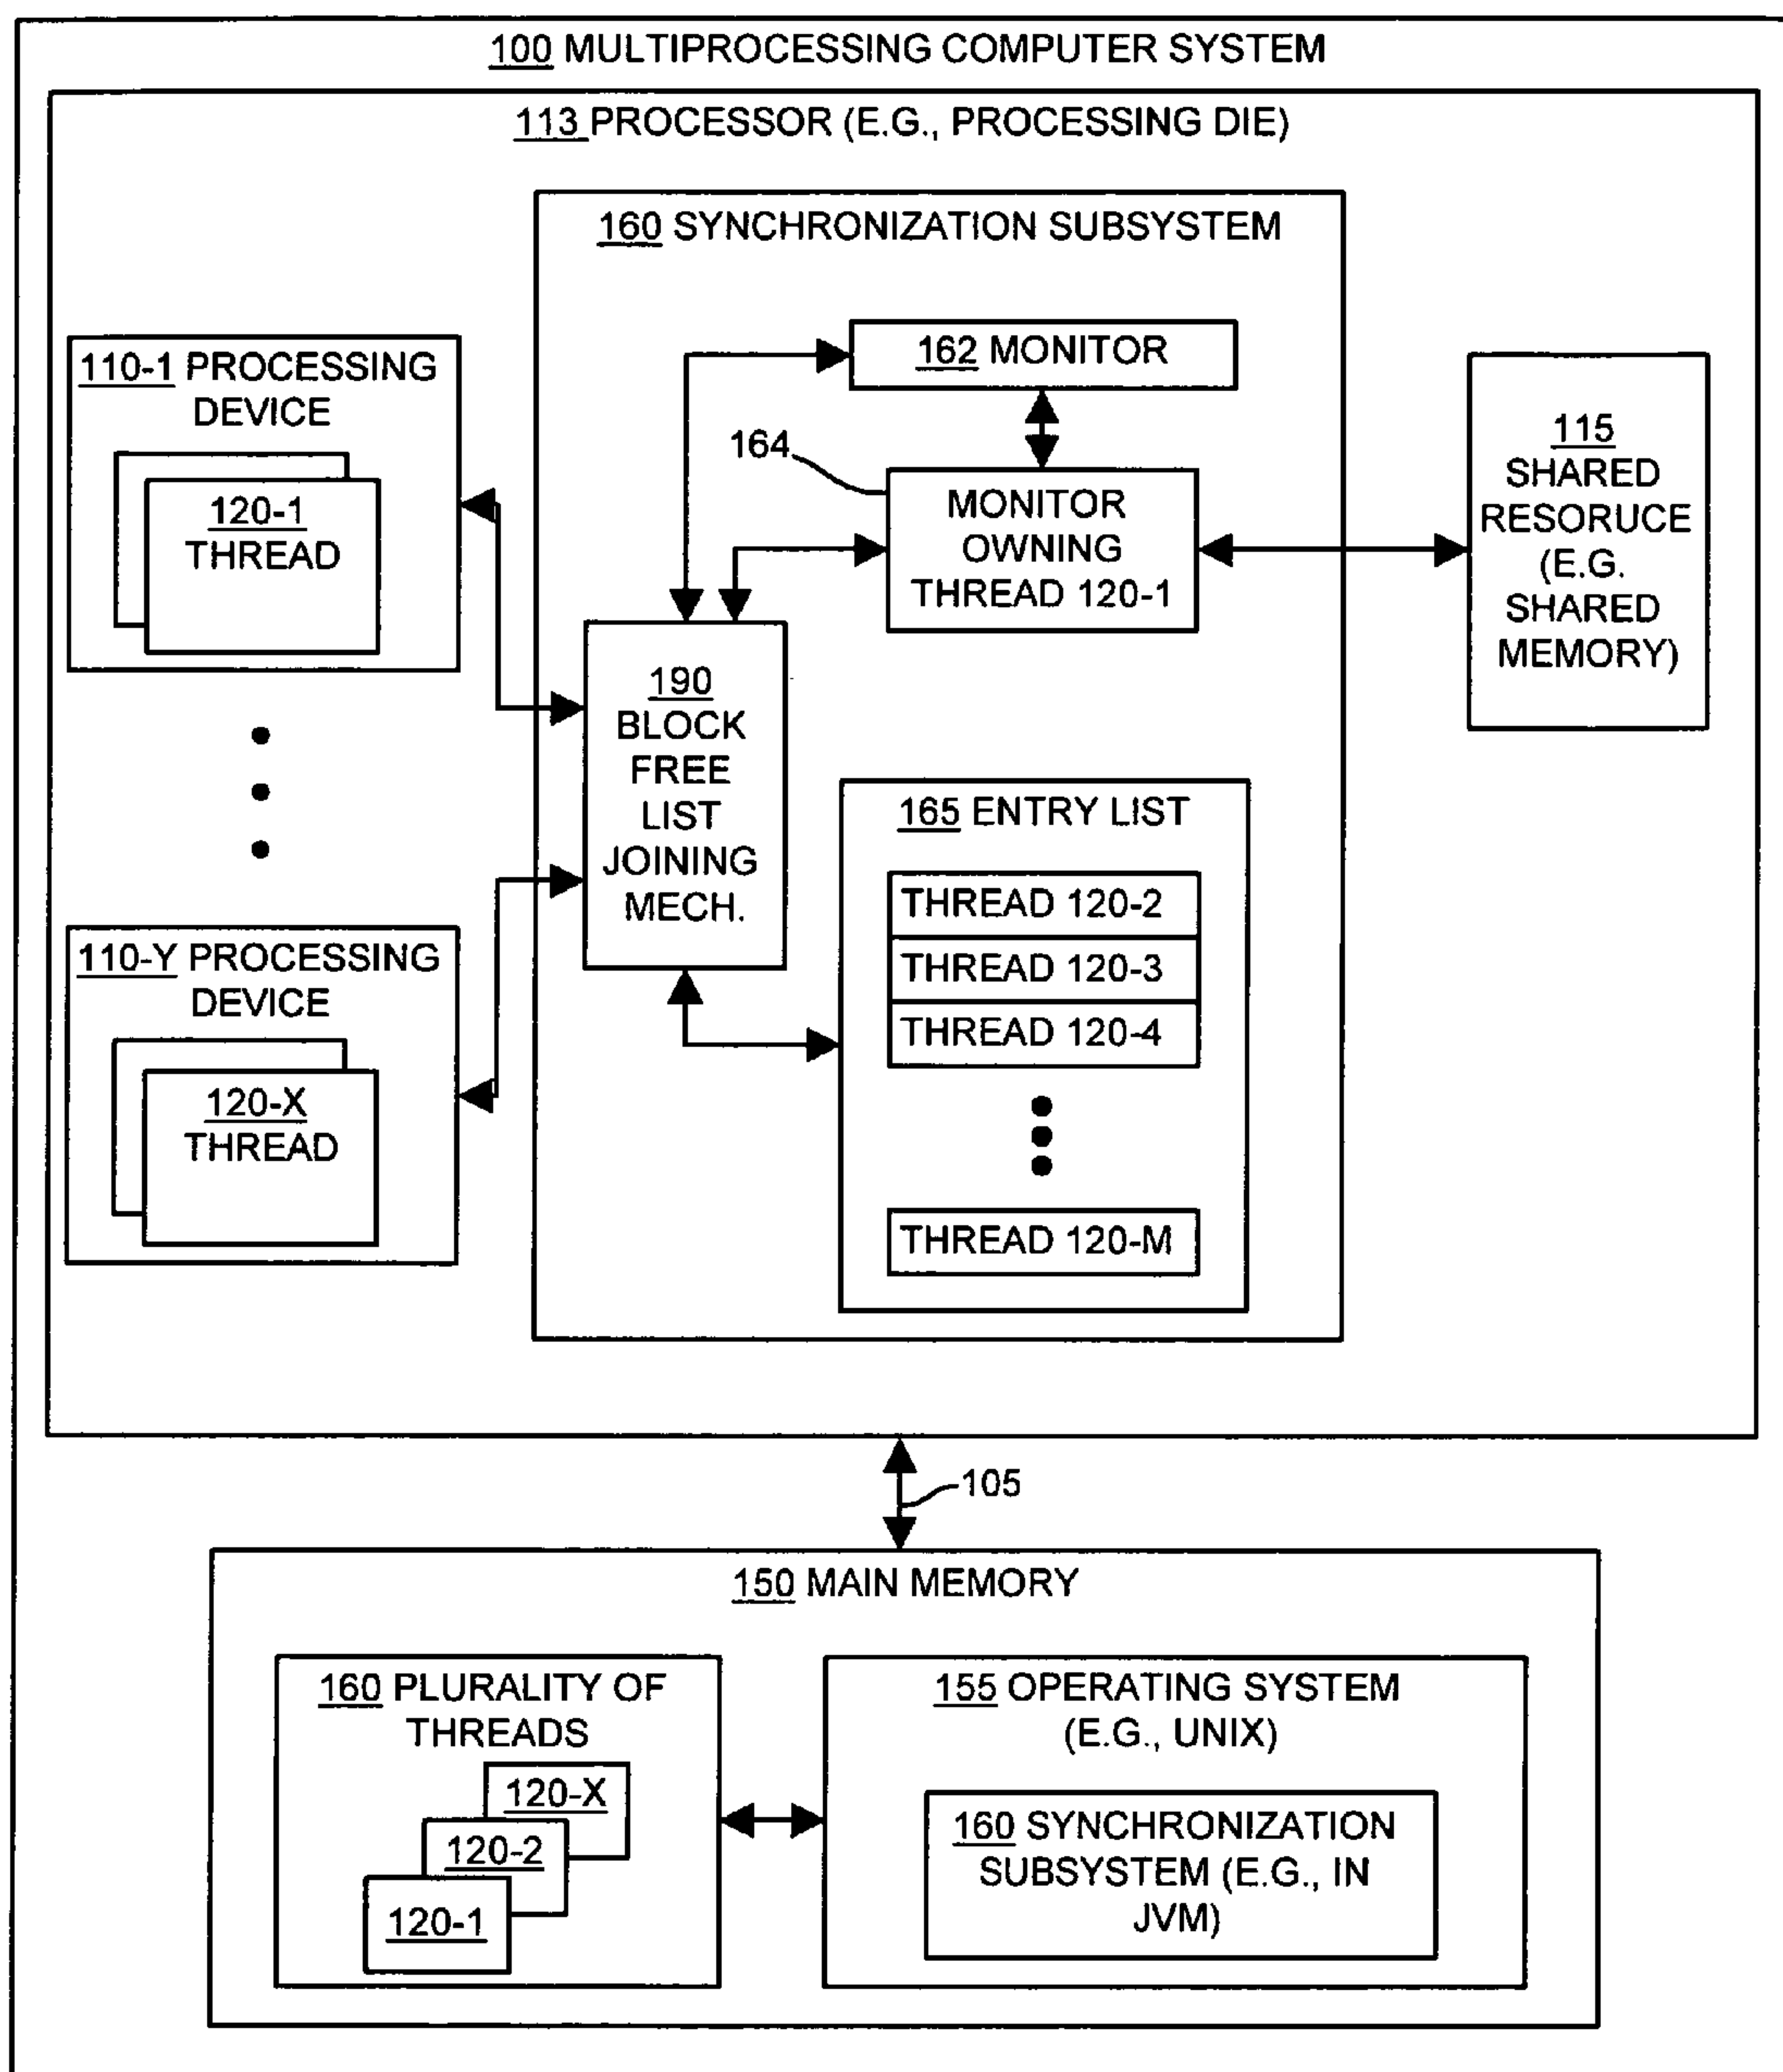 100 MULTIPROCESSING COMPUTER SYSTEM
113 PROCESSOR (E.G., PROCESSING DIE)
160 SYNCHRONIZATION SUBSYSTEM
110-1 PROCESSING
DEVICE
120-1
THREAD
162 MONITOR
164
MONITOR
OWNING
THREAD 120-1
115
SHARED
RESORUCE
(E.G.
SHARED
MEMORY)
190
BLOCK
FREE
LIST
JOINING
MECH.
165 ENTRY LIST
THREAD 120-2
THREAD 120-3
THREAD 120-4
THREAD 120-M
110-Y PROCESSING
DEVICE
120-X
THREAD
105
150 MAIN MEMORY
160 PLURALITY OF
THREADS
120-X
120-2
120-1
155 OPERATING SYSTEM
(E.G., UNIX)
160 SYNCHRONIZATION
SUBSYSTEM (E.G., IN
JVM)